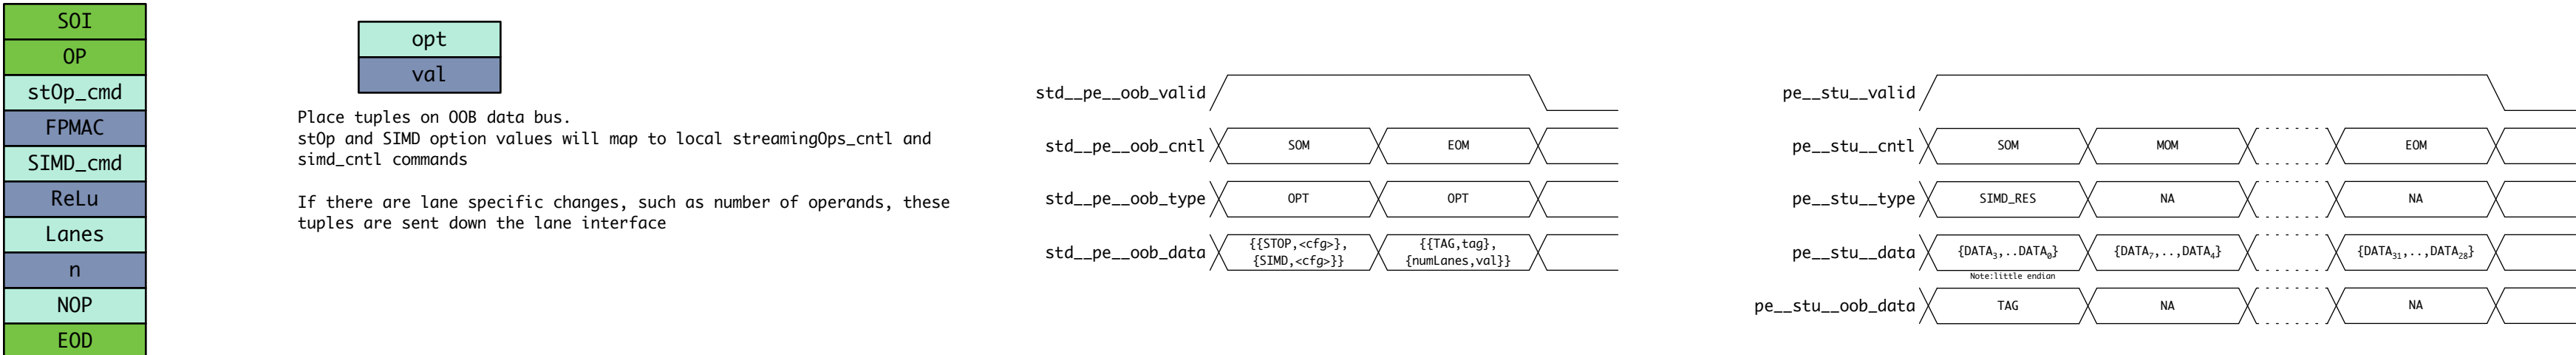 SOI
OP
stOp_cmd
FPMAC
SIMD_cmd
ReLu
Lanes
n
NOP
EOD
opt
val
Place tuples on OOB data bus.
stOp and SIMD option values will map to local streamingOps_cntl and
simd_cntl commands
If there are lane specific changes, such as number of operands, these
tuples are sent down the lane interface
std__pe__oob_valid
std__pe__oob_cntl SOM EOM
std__pe__oob_type OPT OPT
std__pe__oob_data {{STOP,<cfg>}, {{TAG,tag},
{SIMD,<cfg>}} {numLanes,val}}
pe__stu__valid
pe__stu__cntl SOM MOM EOM
pe__stu__type SIMD_RES NA NA
pe__stu__data {DATA₃,..DATA₀} {DATA₇,..,DATA₄} {DATA₃₁,..,DATA₂₈}
Note:little endian
pe__stu__oob_data TAG NA NA